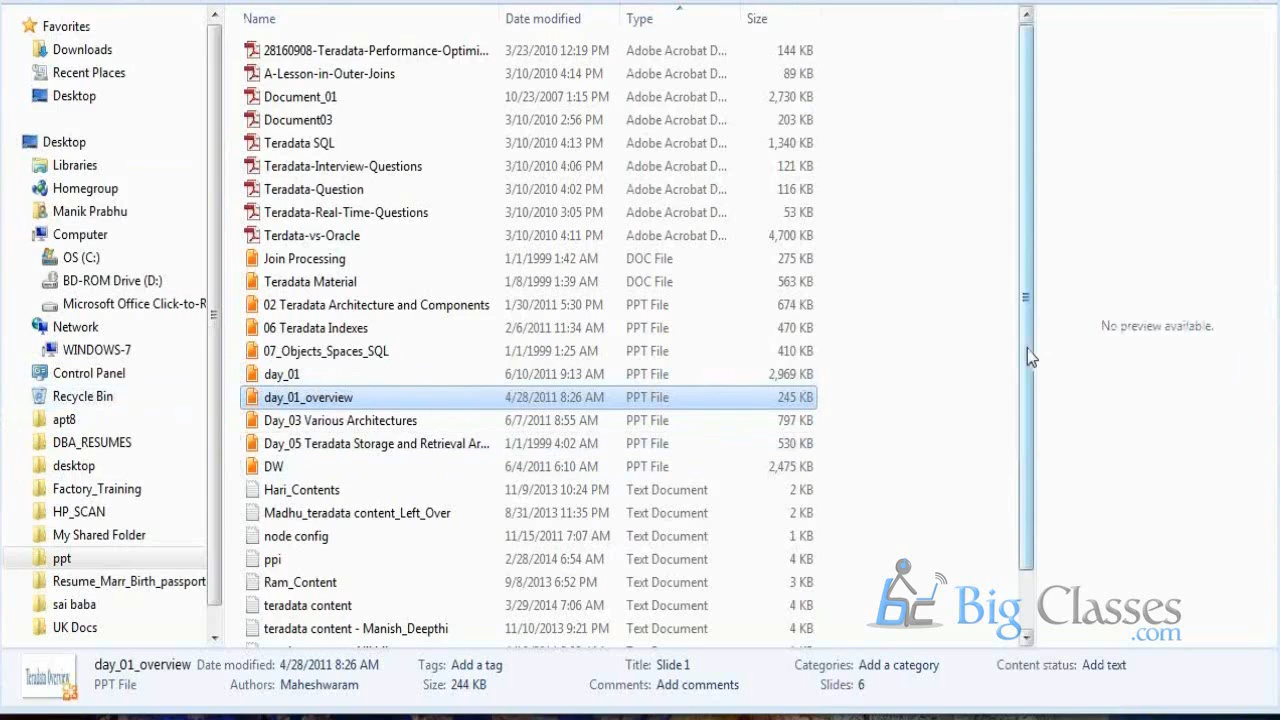 Favorites
Downloads
Recent Places
Desktop
Desktop
Libraries
Homegroup
Manik Prabhu
Computer
OS (C:)
BD-ROM Drive (D:)
Microsoft Office Click-to-R
Network
WINDOWS-7
Control Panel
Recycle Bin
apt8
DBA_RESUMES
desktop
Factory_Training
HP_SCAN
My Shared Folder
ppt
Resume_Marr_Birth_passport
sai baba
UK Docs
Name Date modified Type Size
28160908-Teradata-Performance-Optimi... 3/23/2010 12:19 PM Adobe Acrobat D... 144 KB
A-Lesson-in-Outer-Joins 3/10/2010 4:14 PM Adobe Acrobat D... 89 KB
Document_01 10/23/2007 1:15 PM Adobe Acrobat D... 2,730 KB
Document03 3/10/2010 2:56 PM Adobe Acrobat D... 203 KB
Teradata SQL 3/10/2010 4:13 PM Adobe Acrobat D... 1,340 KB
Teradata-Interview-Questions 3/10/2010 4:06 PM Adobe Acrobat D... 121 KB
Teradata-Question 3/10/2010 4:02 PM Adobe Acrobat D... 116 KB
Teradata-Real-Time-Questions 3/10/2010 3:05 PM Adobe Acrobat D... 53 KB
Terdata-vs-Oracle 3/10/2010 4:11 PM Adobe Acrobat D... 4,700 KB
Join Processing 1/1/1999 1:42 AM DOC File 275 KB
Teradata Material 1/8/1999 1:39 AM DOC File 563 KB
02 Teradata Architecture and Components 1/30/2011 5:30 PM PPT File 674 KB
06 Teradata Indexes 2/6/2011 11:34 AM PPT File 470 KB
07_Objects_Spaces_SQL 1/1/1999 1:25 AM PPT File 410 KB
day_01 6/10/2011 9:13 AM PPT File 2,969 KB
day_01_overview 4/28/2011 8:26 AM PPT File 245 KB
Day_03 Various Architectures 6/7/2011 8:55 AM PPT File 797 KB
Day_05 Teradata Storage and Retrieval Ar... 1/1/1999 4:02 AM PPT File 530 KB
DW 6/4/2011 6:10 AM PPT File 2,475 KB
Hari_Contents 11/9/2013 10:24 PM Text Document 2 KB
Madhu_teradata content_Left_Over 8/31/2013 11:35 PM Text Document 2 KB
node config 11/15/2011 7:07 AM Text Document 1 KB
ppi 2/28/2014 6:54 AM Text Document 4 KB
Ram_Content 9/8/2013 6:52 PM Text Document 3 KB
teradata content 3/29/2014 7:06 AM Text Document 4 KB
teradata content - Manish_Deepthi 11/10/2013 9:21 PM Text Document 4 KB
No preview available.
Big Classes
.com
Teradata Overview
day_01_overview Date modified: 4/28/2011 8:26 AM Tags: Add a tag Title: Slide 1 Categories: Add a category Content status: Add text
PPT File Authors: Maheshwaram Size: 244 KB Comments: Add comments Slides: 6